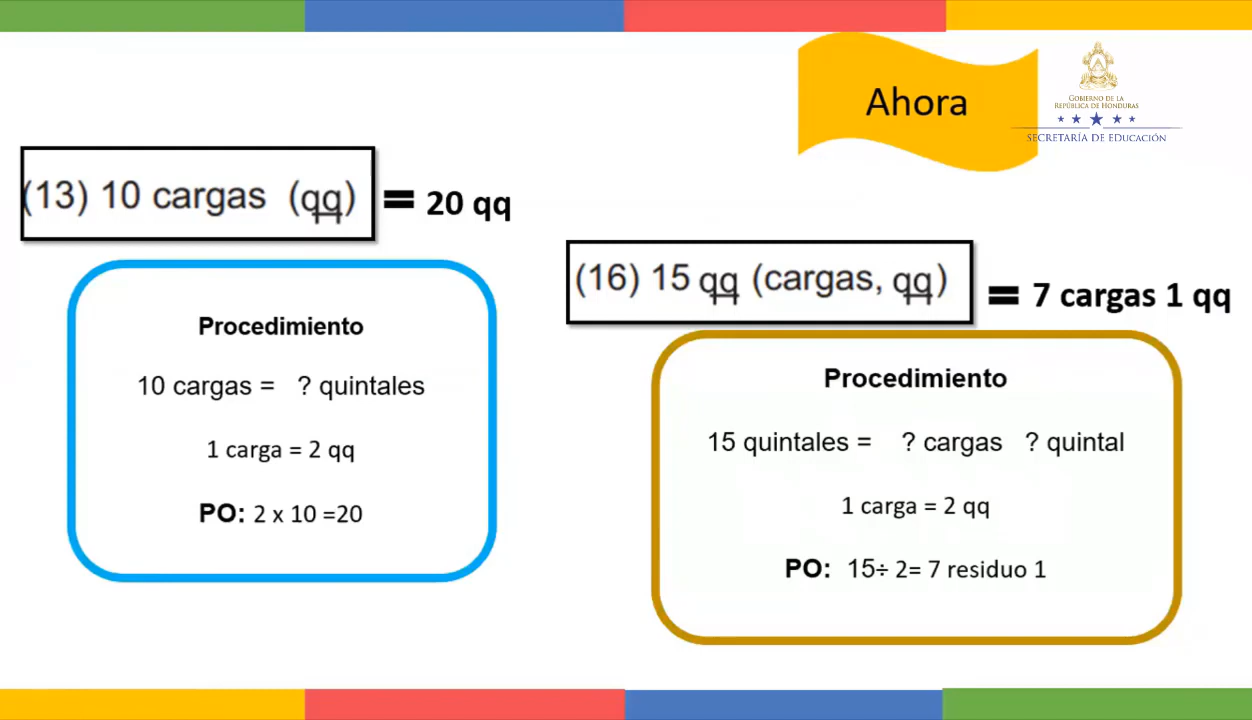 Ahora
GOBIERNO DE LA
REPÚBLICA DE HONDURAS
SECRETARÍA DE EDUCACIÓN
(13) 10 cargas (qq) = 20 qq
Procedimiento
10 cargas = ? quintales
1 carga = 2 qq
PO: 2 x 10 =20
(16) 15 qq (cargas, qq) = 7 cargas 1 qq
Procedimiento
15 quintales = ? cargas ? quintal
1 carga = 2 qq
PO: 15÷ 2= 7 residuo 1